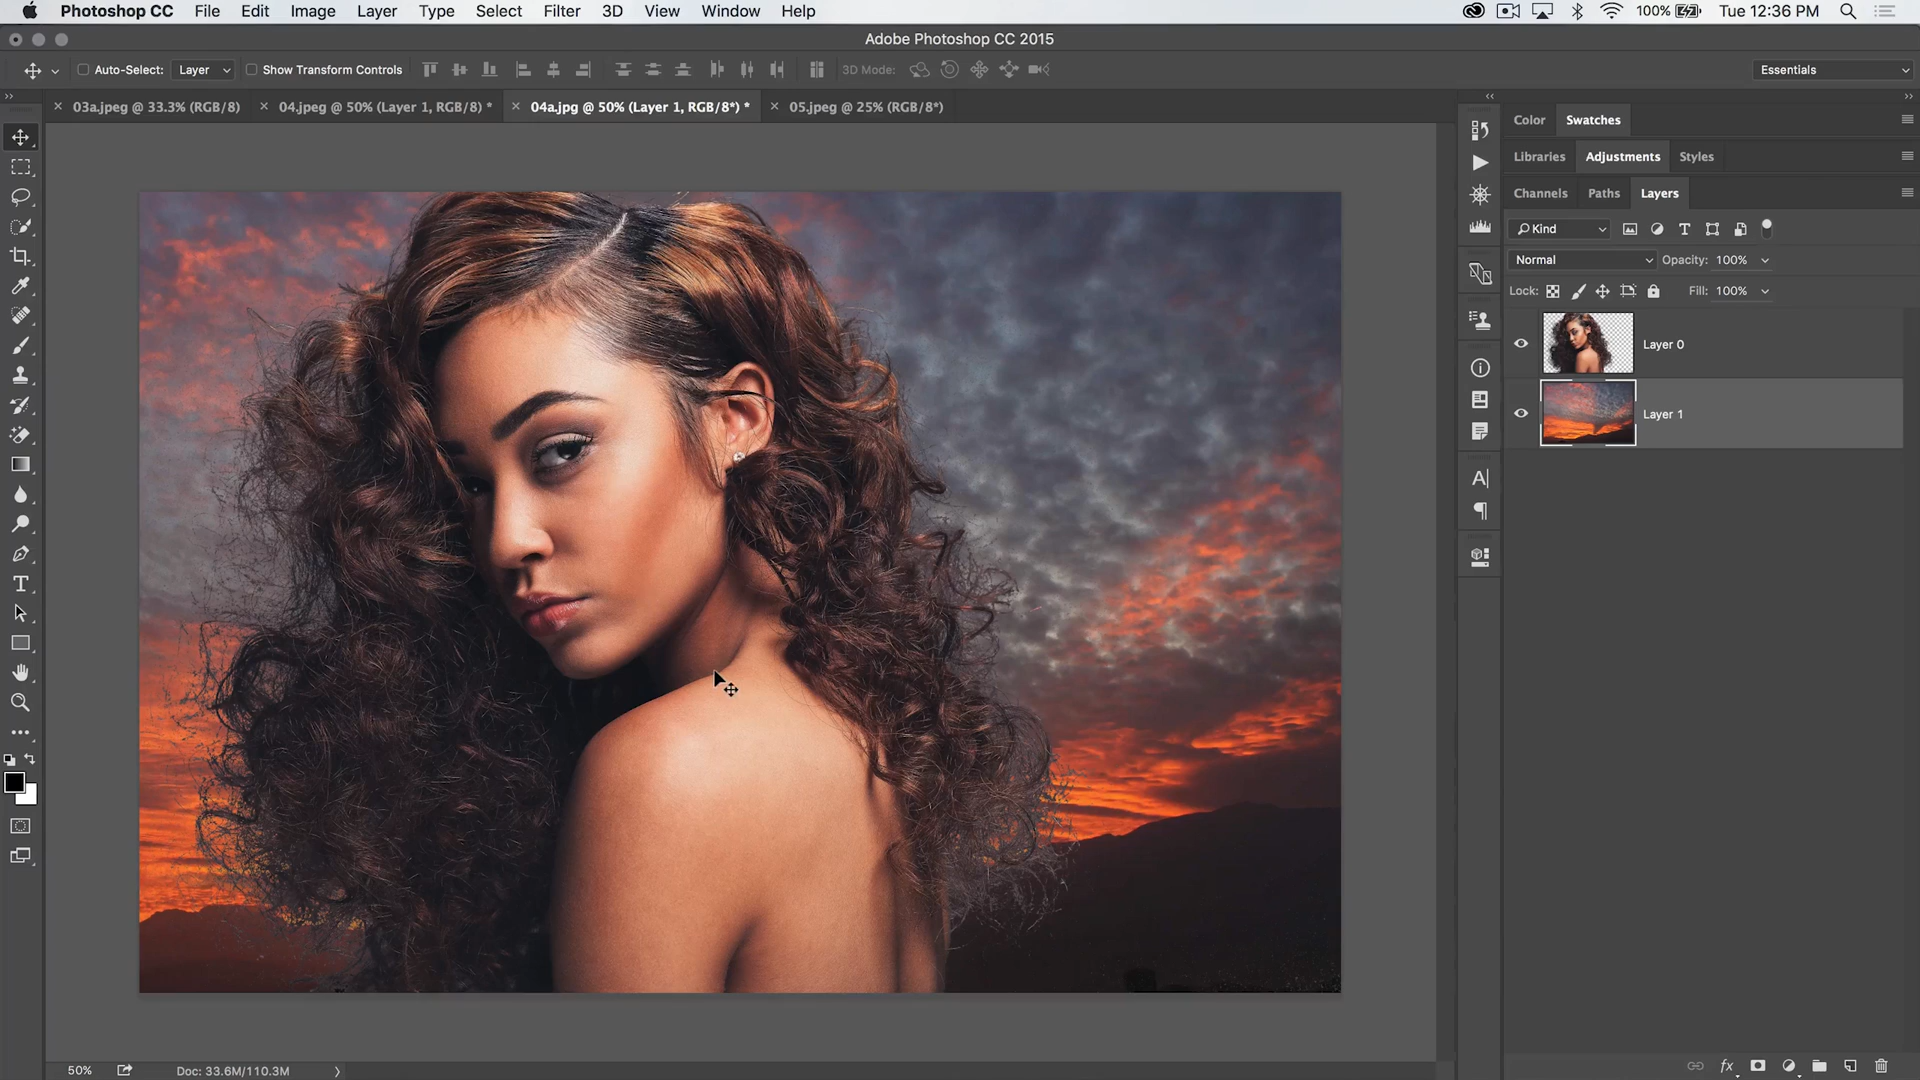 Photoshop CC File Edit Image Layer Type Select Filter 3D View Window Help 100% Tue 12:36 PM
Adobe Photoshop CC 2015
Auto-Select: Layer Show Transform Controls 3D Mode: Essentials
03a.jpeg @ 33.3% (RGB/8) 04.jpeg @ 50% (Layer 1, RGB/8) * 04a.jpg @ 50% (Layer 1, RGB/8*) * 05.jpeg @ 25% (RGB/8*)
Color Swatches
Libraries Adjustments Styles
Channels Paths Layers
Kind
Normal Opacity: 100%
Lock: Fill: 100%
Layer 0
Layer 1
50% Doc: 33.6M/110.3M